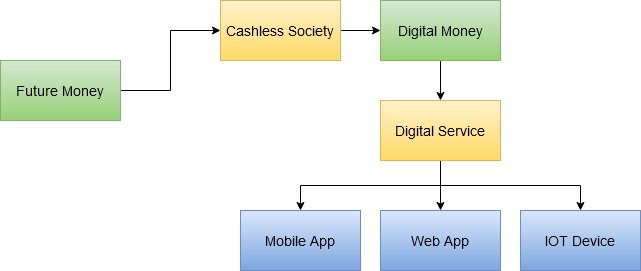 Cashless Society
Digital Money
Future Money
Digital Service
Mobile App
Web App
IOT Device